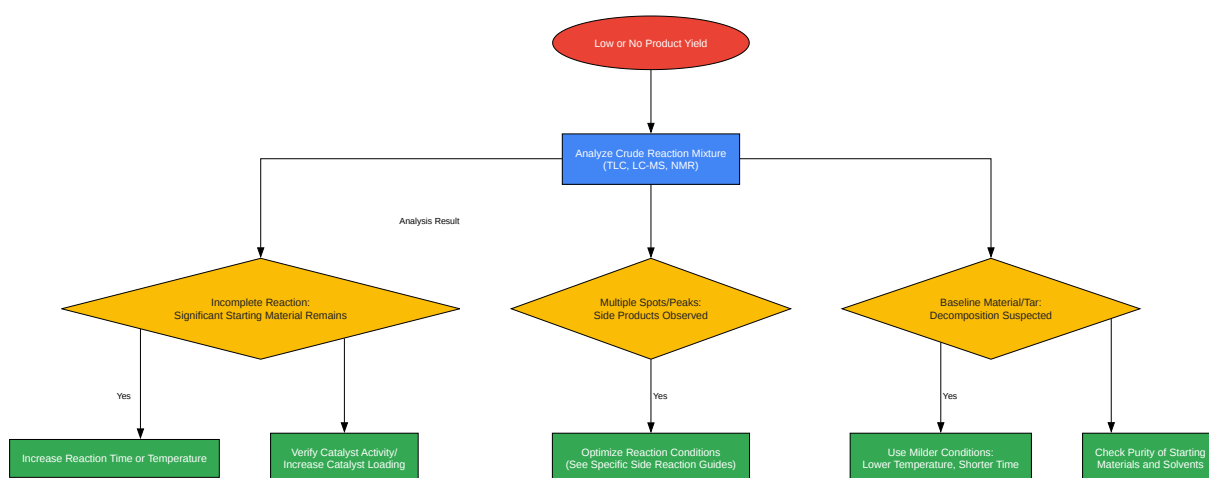 Low or No Product Yield
Analyze Crude Reaction Mixture
(TLC, LC-MS, NMR)
Analysis Result
Incomplete Reaction:
Significant Starting Material Remains
Multiple Spots/Peaks:
Side Products Observed
Baseline Material/Tar:
Decomposition Suspected
Yes
Yes
Yes
Increase Reaction Time or Temperature
Verify Catalyst Activity/
Increase Catalyst Loading
Optimize Reaction Conditions
(See Specific Side Reaction Guides)
Use Milder Conditions:
Lower Temperature, Shorter Time
Check Purity of Starting
Materials and Solvents